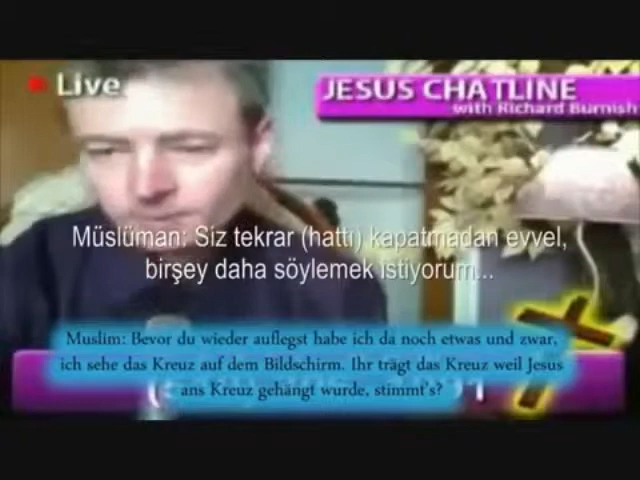 Live
JESUS CHATLINE
with Richard Burnish
Müslüman: Siz tekrar (hattı) kapatmadan evvel,
birşey daha söylemek istiyorum...
Muslim: Bevor du wieder auflegst habe ich da noch etwas und zwar,
ich sehe das Kreuz auf dem Bildschirm. Ihr trägt das Kreuz weil Jesus
ans Kreuz gehängt wurde, stimmt's?